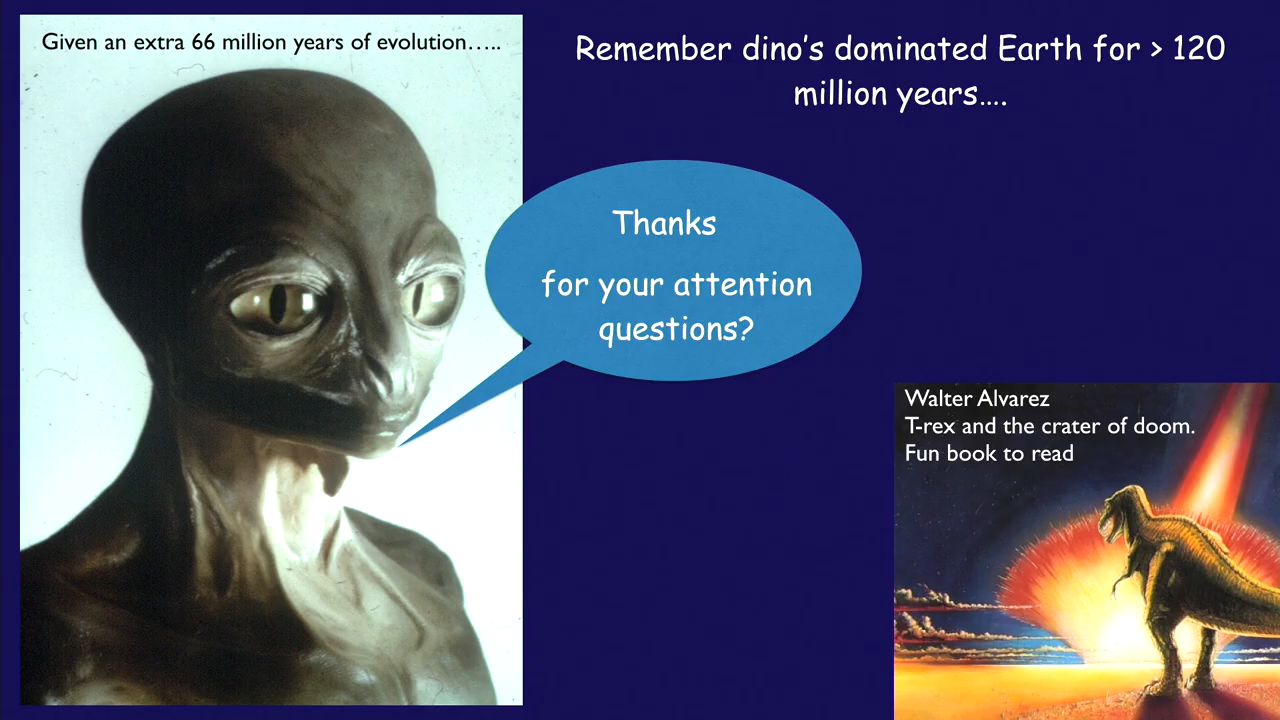 Given an extra 66 million years of evolution…..
Remember dino’s dominated Earth for > 120
million years….
Thanks
for your attention
questions?
Walter Alvarez
T-rex and the crater of doom.
Fun book to read